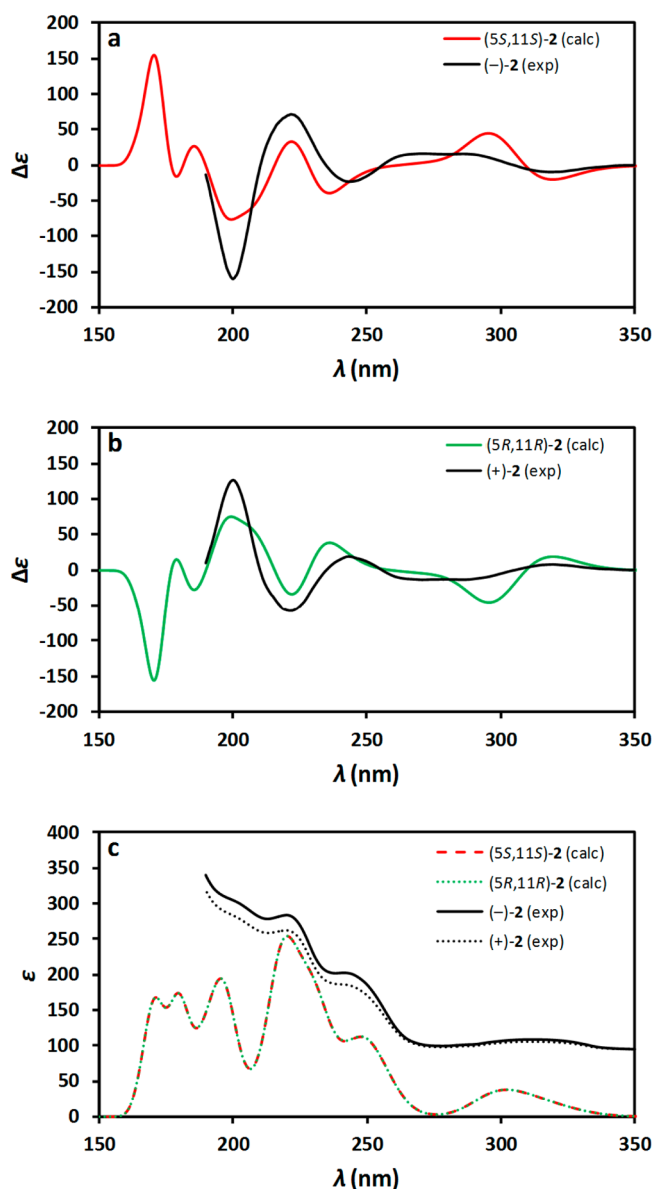 200
a
(5S,11S)-2 (calc)
(−)-2 (exp)
150
100
50
0
-50
-100
-150
-200
Δε
150 200 250 300 350
λ (nm)
200
b
(5R,11R)-2 (calc)
(+)-2 (exp)
150
100
50
0
-50
-100
-150
-200
Δε
150 200 250 300 350
λ (nm)
400
c
(5S,11S)-2 (calc)
(5R,11R)-2 (calc)
(−)-2 (exp)
(+)-2 (exp)
350
300
250
200
150
100
50
0
ε
150 200 250 300 350
λ (nm)